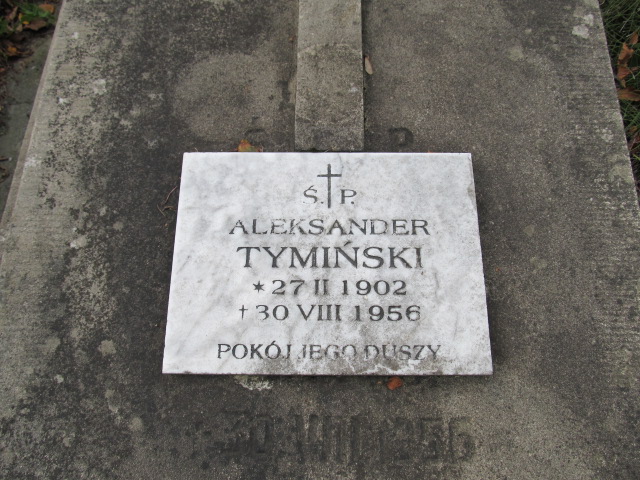 Ś. P.
ALEKSANDER
TYMIŃSKI
* 27 II 1902
† 30 VIII 1956
POKÓJ JEGO DUSZY
Ś P